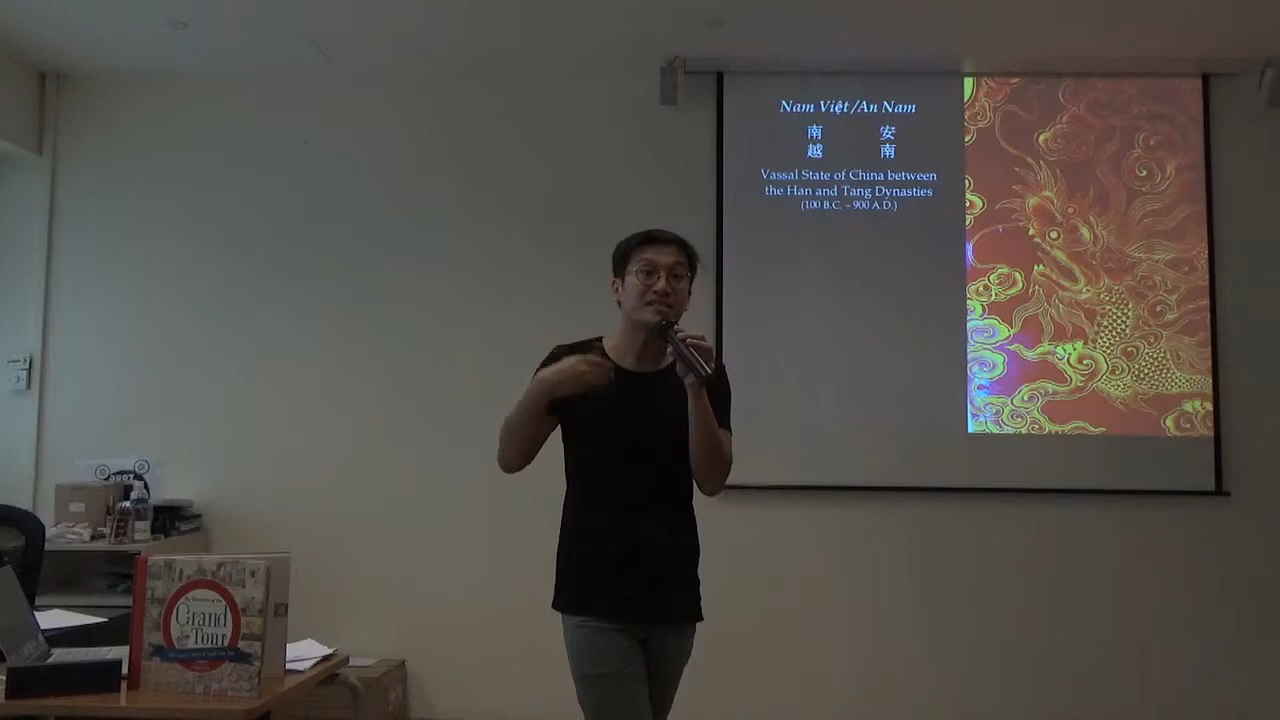 Nam Việt /An Nam
南 安
越 南
Vassal State of China between
the Han and Tang Dynasties
(100 B.C. – 900 A.D.)
Grand
Tour